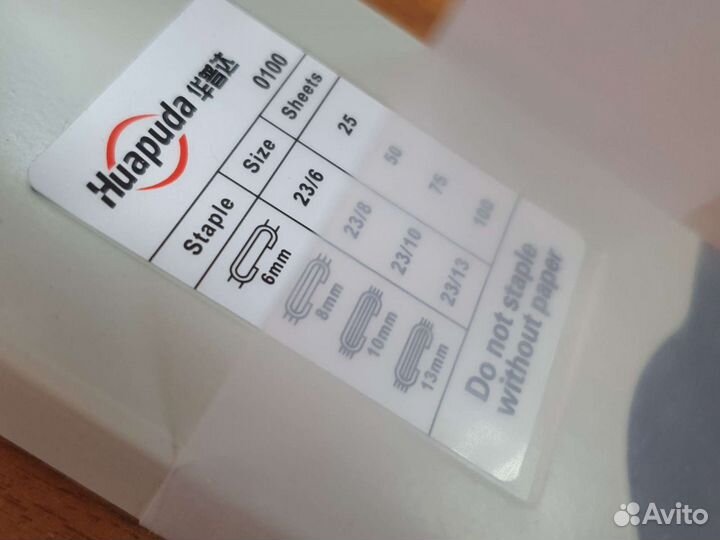 Huapuda 华普达 0100
Staple Size Sheets
6mm 23/6 25
8mm 23/8 50
10mm 23/10 75
13mm 23/13 100
Do not staple
without paper
Avito